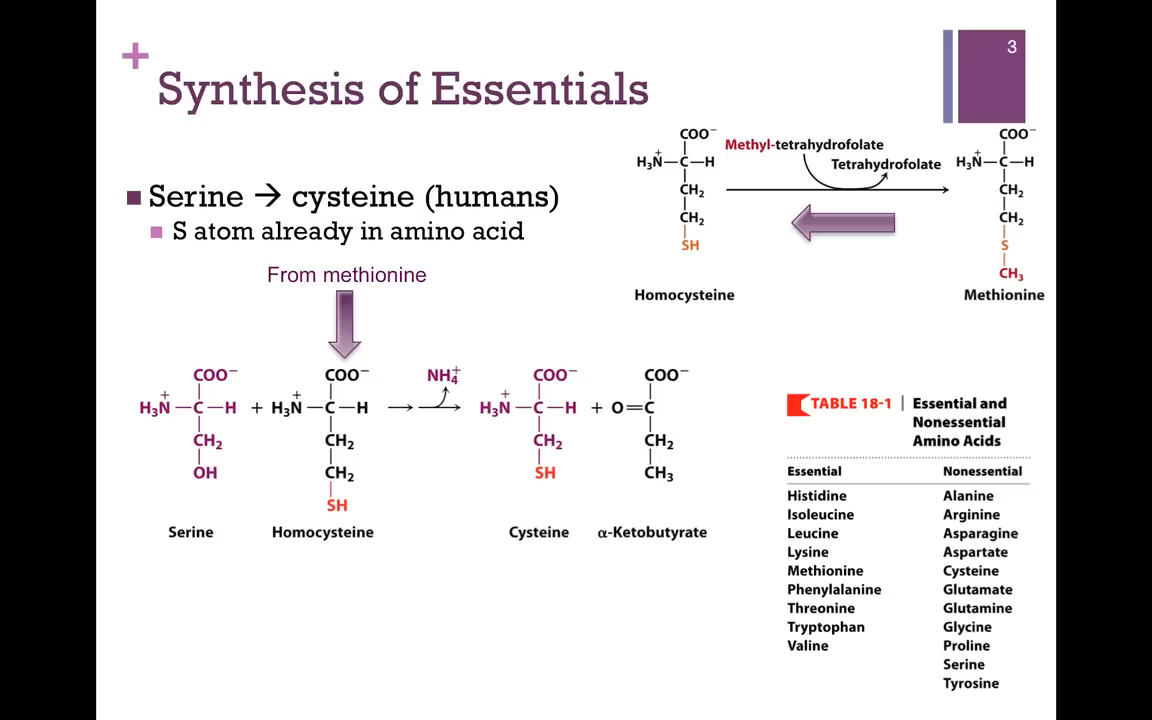 +
3
Synthesis of Essentials
■ Serine → cysteine (humans)
■ S atom already in amino acid
From methionine
COO⁻
H₃N⁺—C—H
CH₂
CH₂
SH
Homocysteine
Methyl-tetrahydrofolate
Tetrahydrofolate
COO⁻
H₃N⁺—C—H
CH₂
CH₂
S
CH₃
Methionine
COO⁻
H₃N⁺—C—H
CH₂
OH
Serine
+
COO⁻
H₃N⁺—C—H
CH₂
CH₂
SH
Homocysteine
NH₄⁺
COO⁻
H₃N⁺—C—H
CH₂
SH
Cysteine
+
COO⁻
O=C
CH₂
CH₃
α-Ketobutyrate
TABLE 18-1 | Essential and
Nonessential
Amino Acids
Essential Nonessential
Histidine Alanine
Isoleucine Arginine
Leucine Asparagine
Lysine Aspartate
Methionine Cysteine
Phenylalanine Glutamate
Threonine Glutamine
Tryptophan Glycine
Valine Proline
Serine
Tyrosine